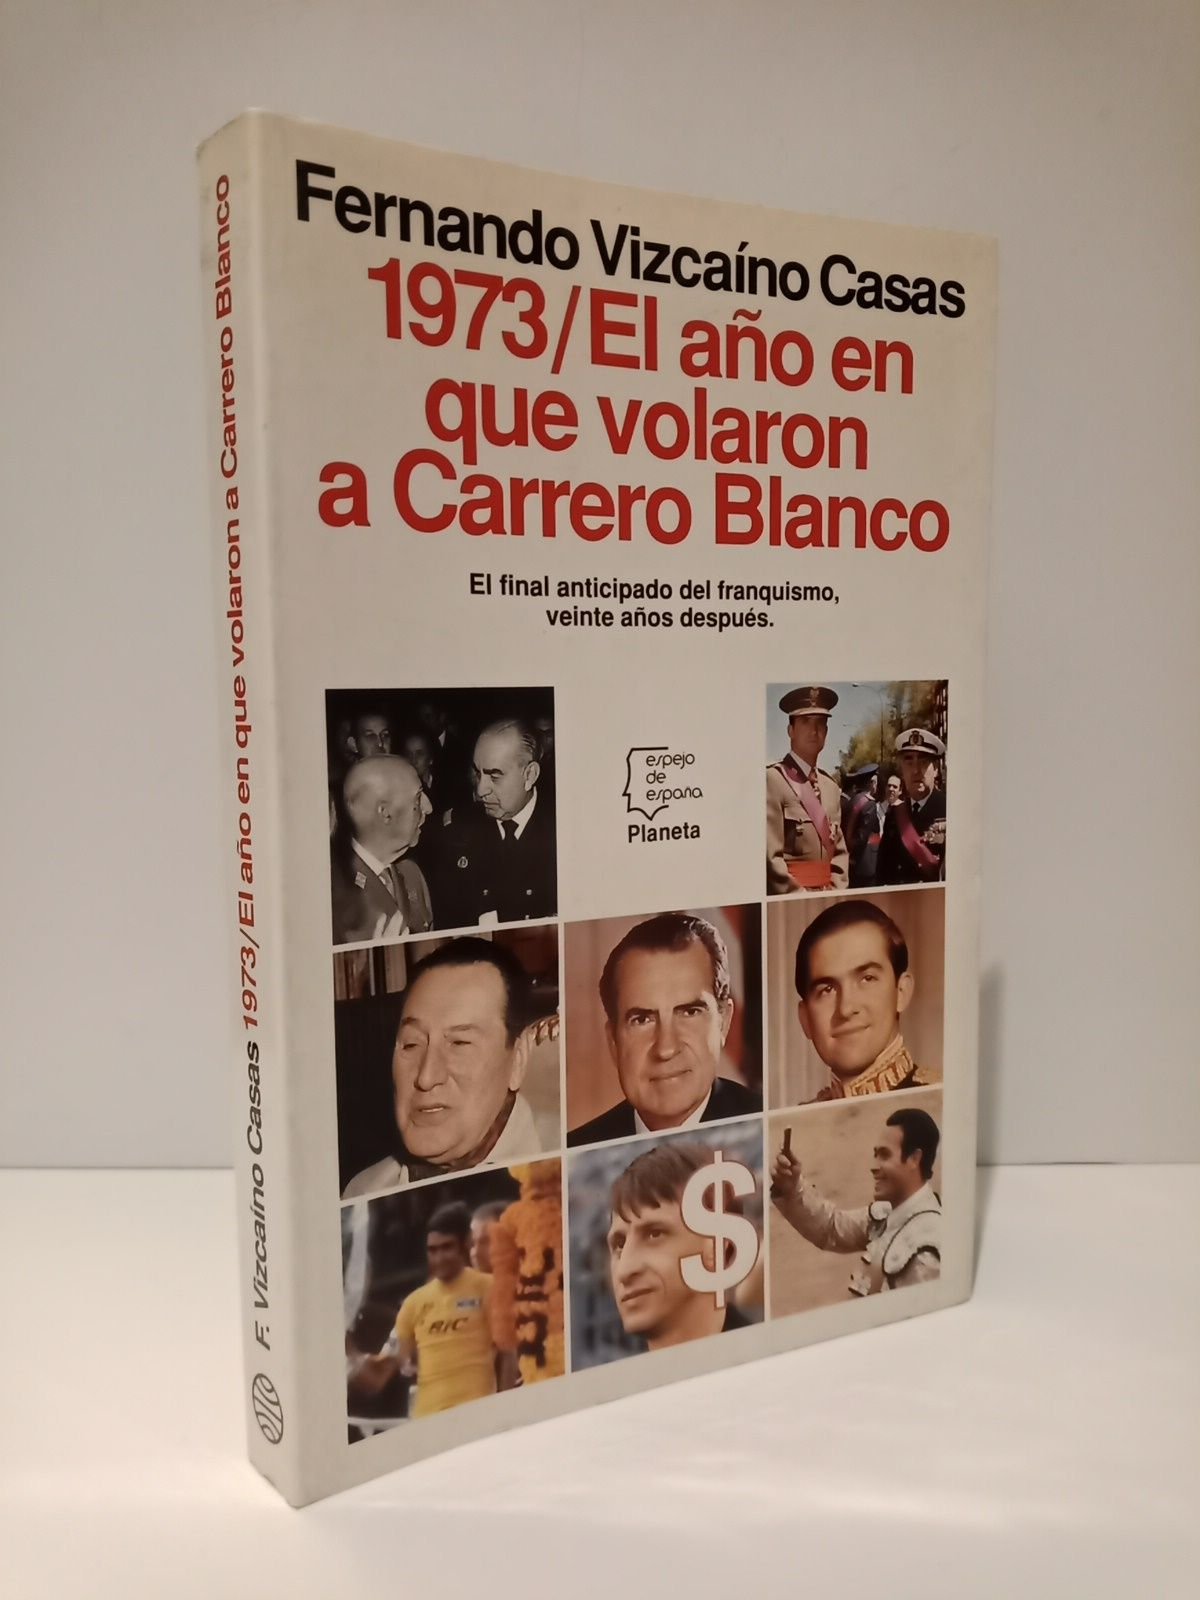 Fernando Vizcaíno Casas
1973/El año en
que volaron
a Carrero Blanco
El final anticipado del franquismo,
veinte años después.
espejo
de
españa
Planeta
BIC
$
F. Vizcaíno Casas 1973/El año en que volaron a Carrero Blanco